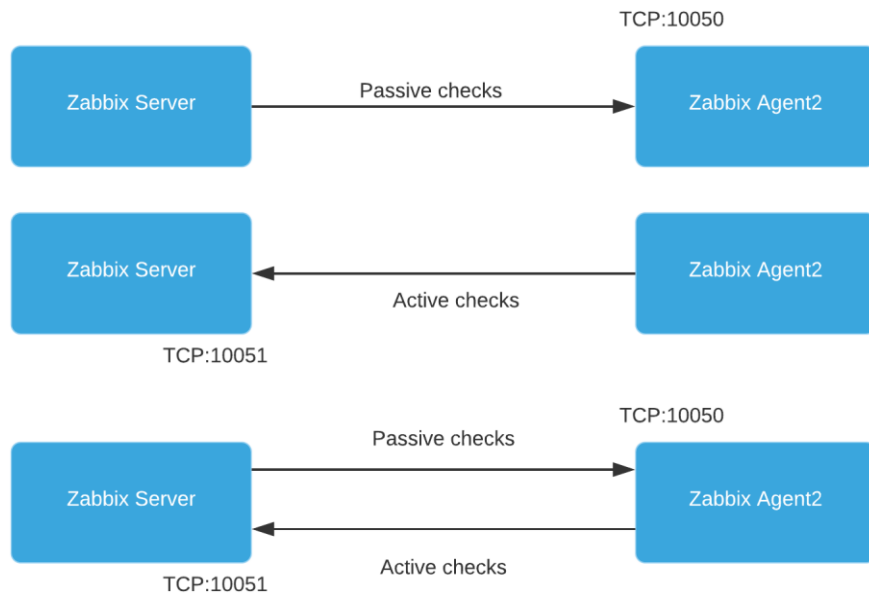 TCP:10050
Zabbix Server
Passive checks
Zabbix Agent2
Zabbix Server
Active checks
Zabbix Agent2
TCP:10051
TCP:10050
Passive checks
Zabbix Server
Zabbix Agent2
Active checks
TCP:10051